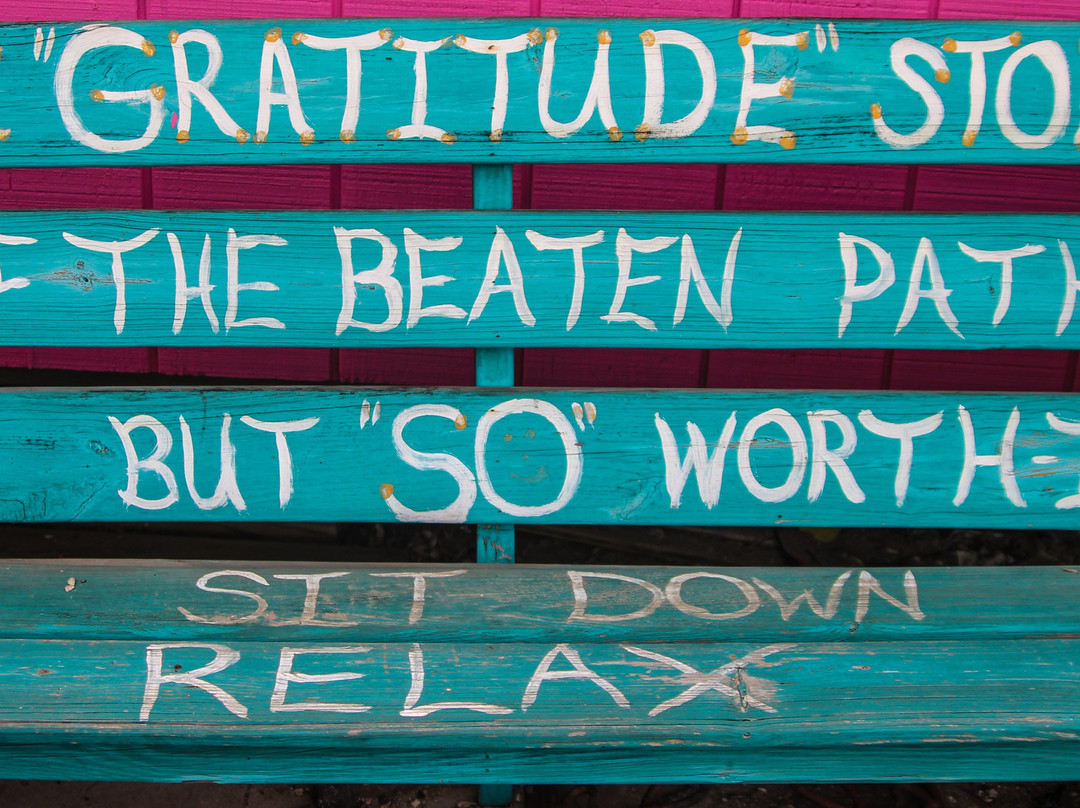 "GRATITUDE" STO
THE BEATEN PATH
BUT "SO" WORTH-I
SIT DOWN
RELAX